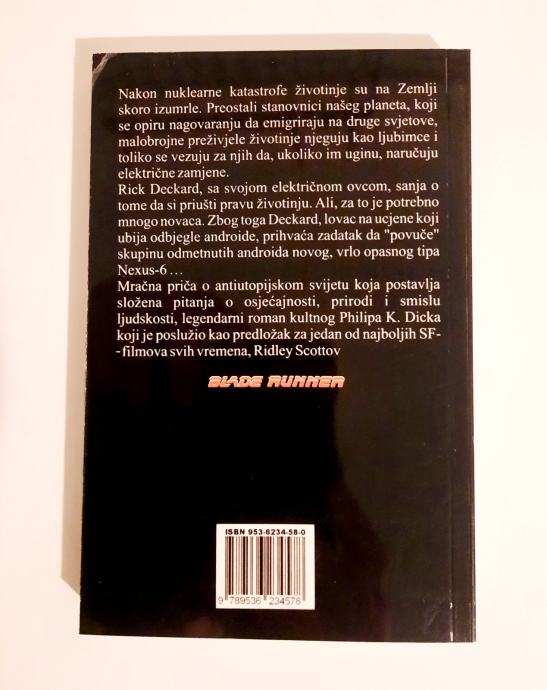 Nakon nuklearne katastrofe životinje su na Zemlji
skoro izumrle. Preostali stanovnici našeg planeta, koji
se opiru nagovaranju da emigriraju na druge svjetove,
malobrojne preživjele životinje njeguju kao ljubimce i
toliko se vezuju za njih da, ukoliko im uginu, naručuju
električne zamjene.
Rick Deckard, sa svojom električnom ovcom, sanja o
tome da si priušti pravu životinju. Ali, za to je potrebno
mnogo novaca. Zbog toga Deckard, lovac na ucjene koji
ubija odbjegle androide, prihvaća zadatak da "povuče"
skupinu odmetnutih androida novog, vrlo opasnog tipa
Nexus-6...
Mračna priča o antiutopijskom svijetu koja postavlja
složena pitanja o osjećajnosti, prirodi i smislu
ljudskosti, legendarni roman kultnog Philipa K. Dicka
koji je poslužio kao predložak za jedan od najboljih SF-
-filmova svih vremena, Ridley Scottov
BLADE RUNNER
ISBN 953-6234-58-0
9 789536 234578